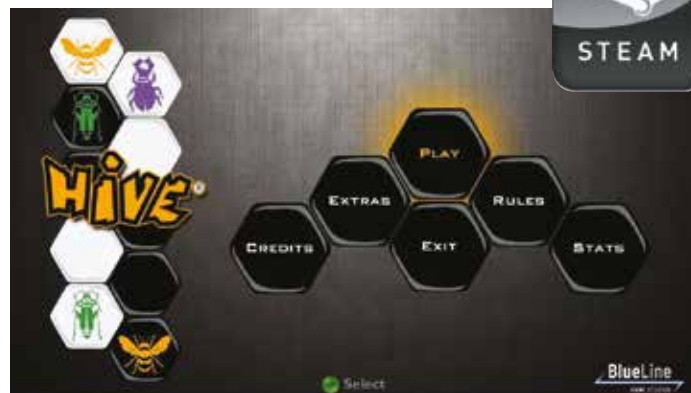 STEAM
HIVE®
PLAY
EXTRAS
RULES
CREDITS
EXIT
STATS
Select
BlueLine